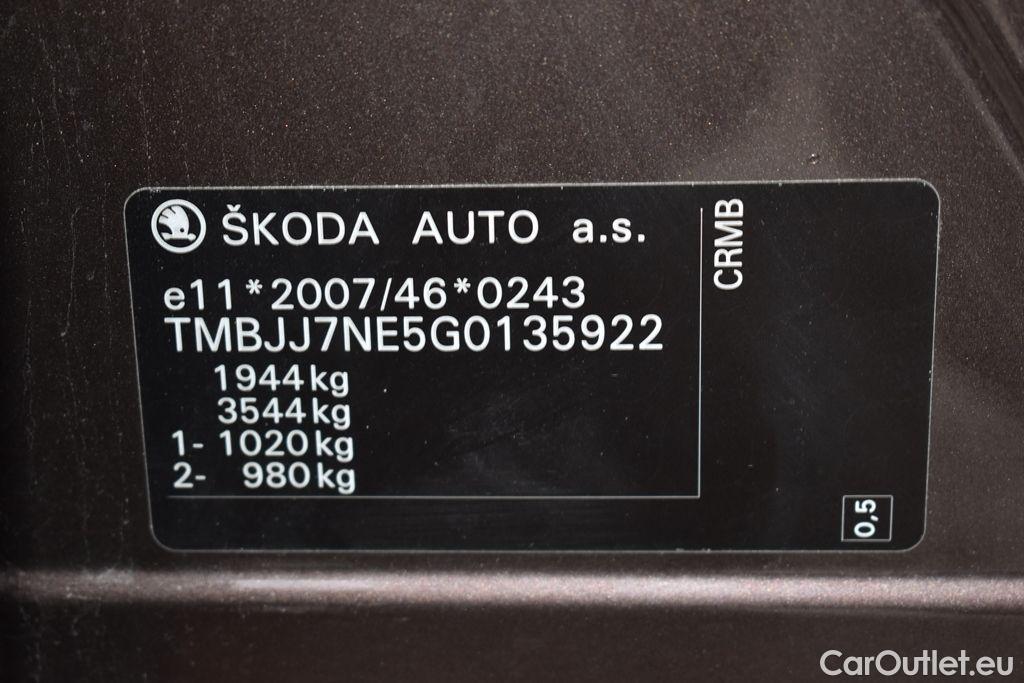 ŠKODA AUTO a.s.
e11*2007/46*0243
TMBJJ7NE5G0135922
1944kg
3544kg
1- 1020kg
2- 980kg
CRMB
0,5
CarOutlet.eu